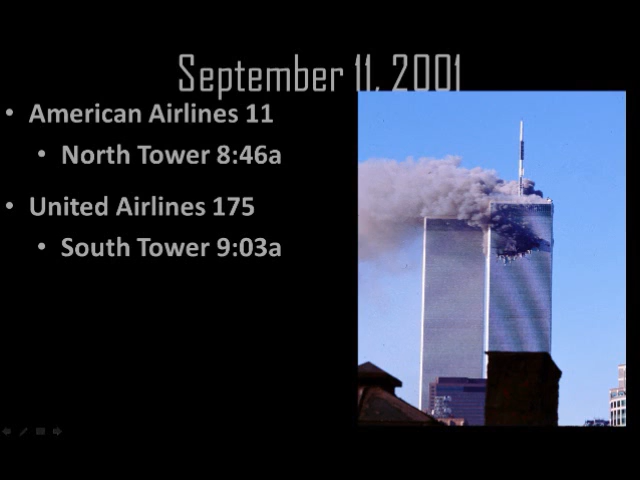 September 11, 2001
• American Airlines 11
• North Tower 8:46a
• United Airlines 175
• South Tower 9:03a